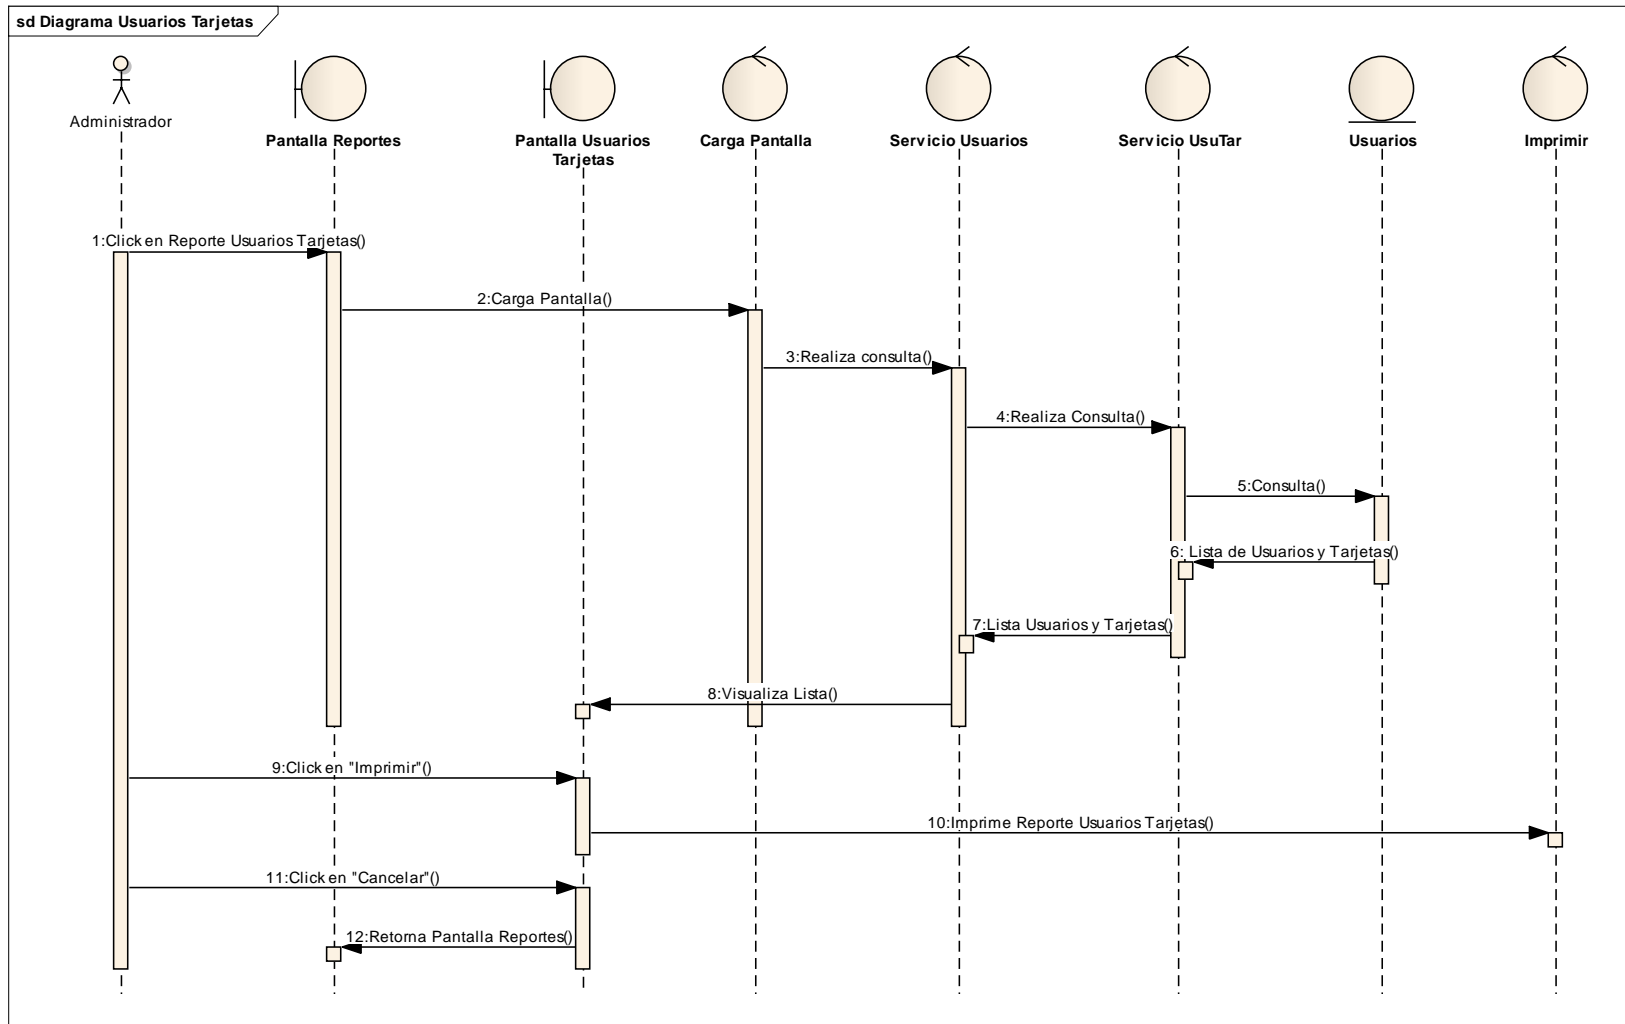 sd Diagrama Usuarios Tarjetas
Administrador
Pantalla Reportes
Pantalla Usuarios
Tarjetas
Carga Pantalla
Servicio Usuarios
Servicio UsuTar
Usuarios
Imprimir
1:Click en Reporte Usuarios Tarjetas()
2:Carga Pantalla()
3:Realiza consulta()
4:Realiza Consulta()
5:Consulta()
6: Lista de Usuarios y Tarjetas()
7:Lista Usuarios y Tarjetas()
8:Visualiza Lista()
9:Click en "Imprimir"()
10:Imprime Reporte Usuarios Tarjetas()
11:Click en "Cancelar"()
12:Retorna Pantalla Reportes()